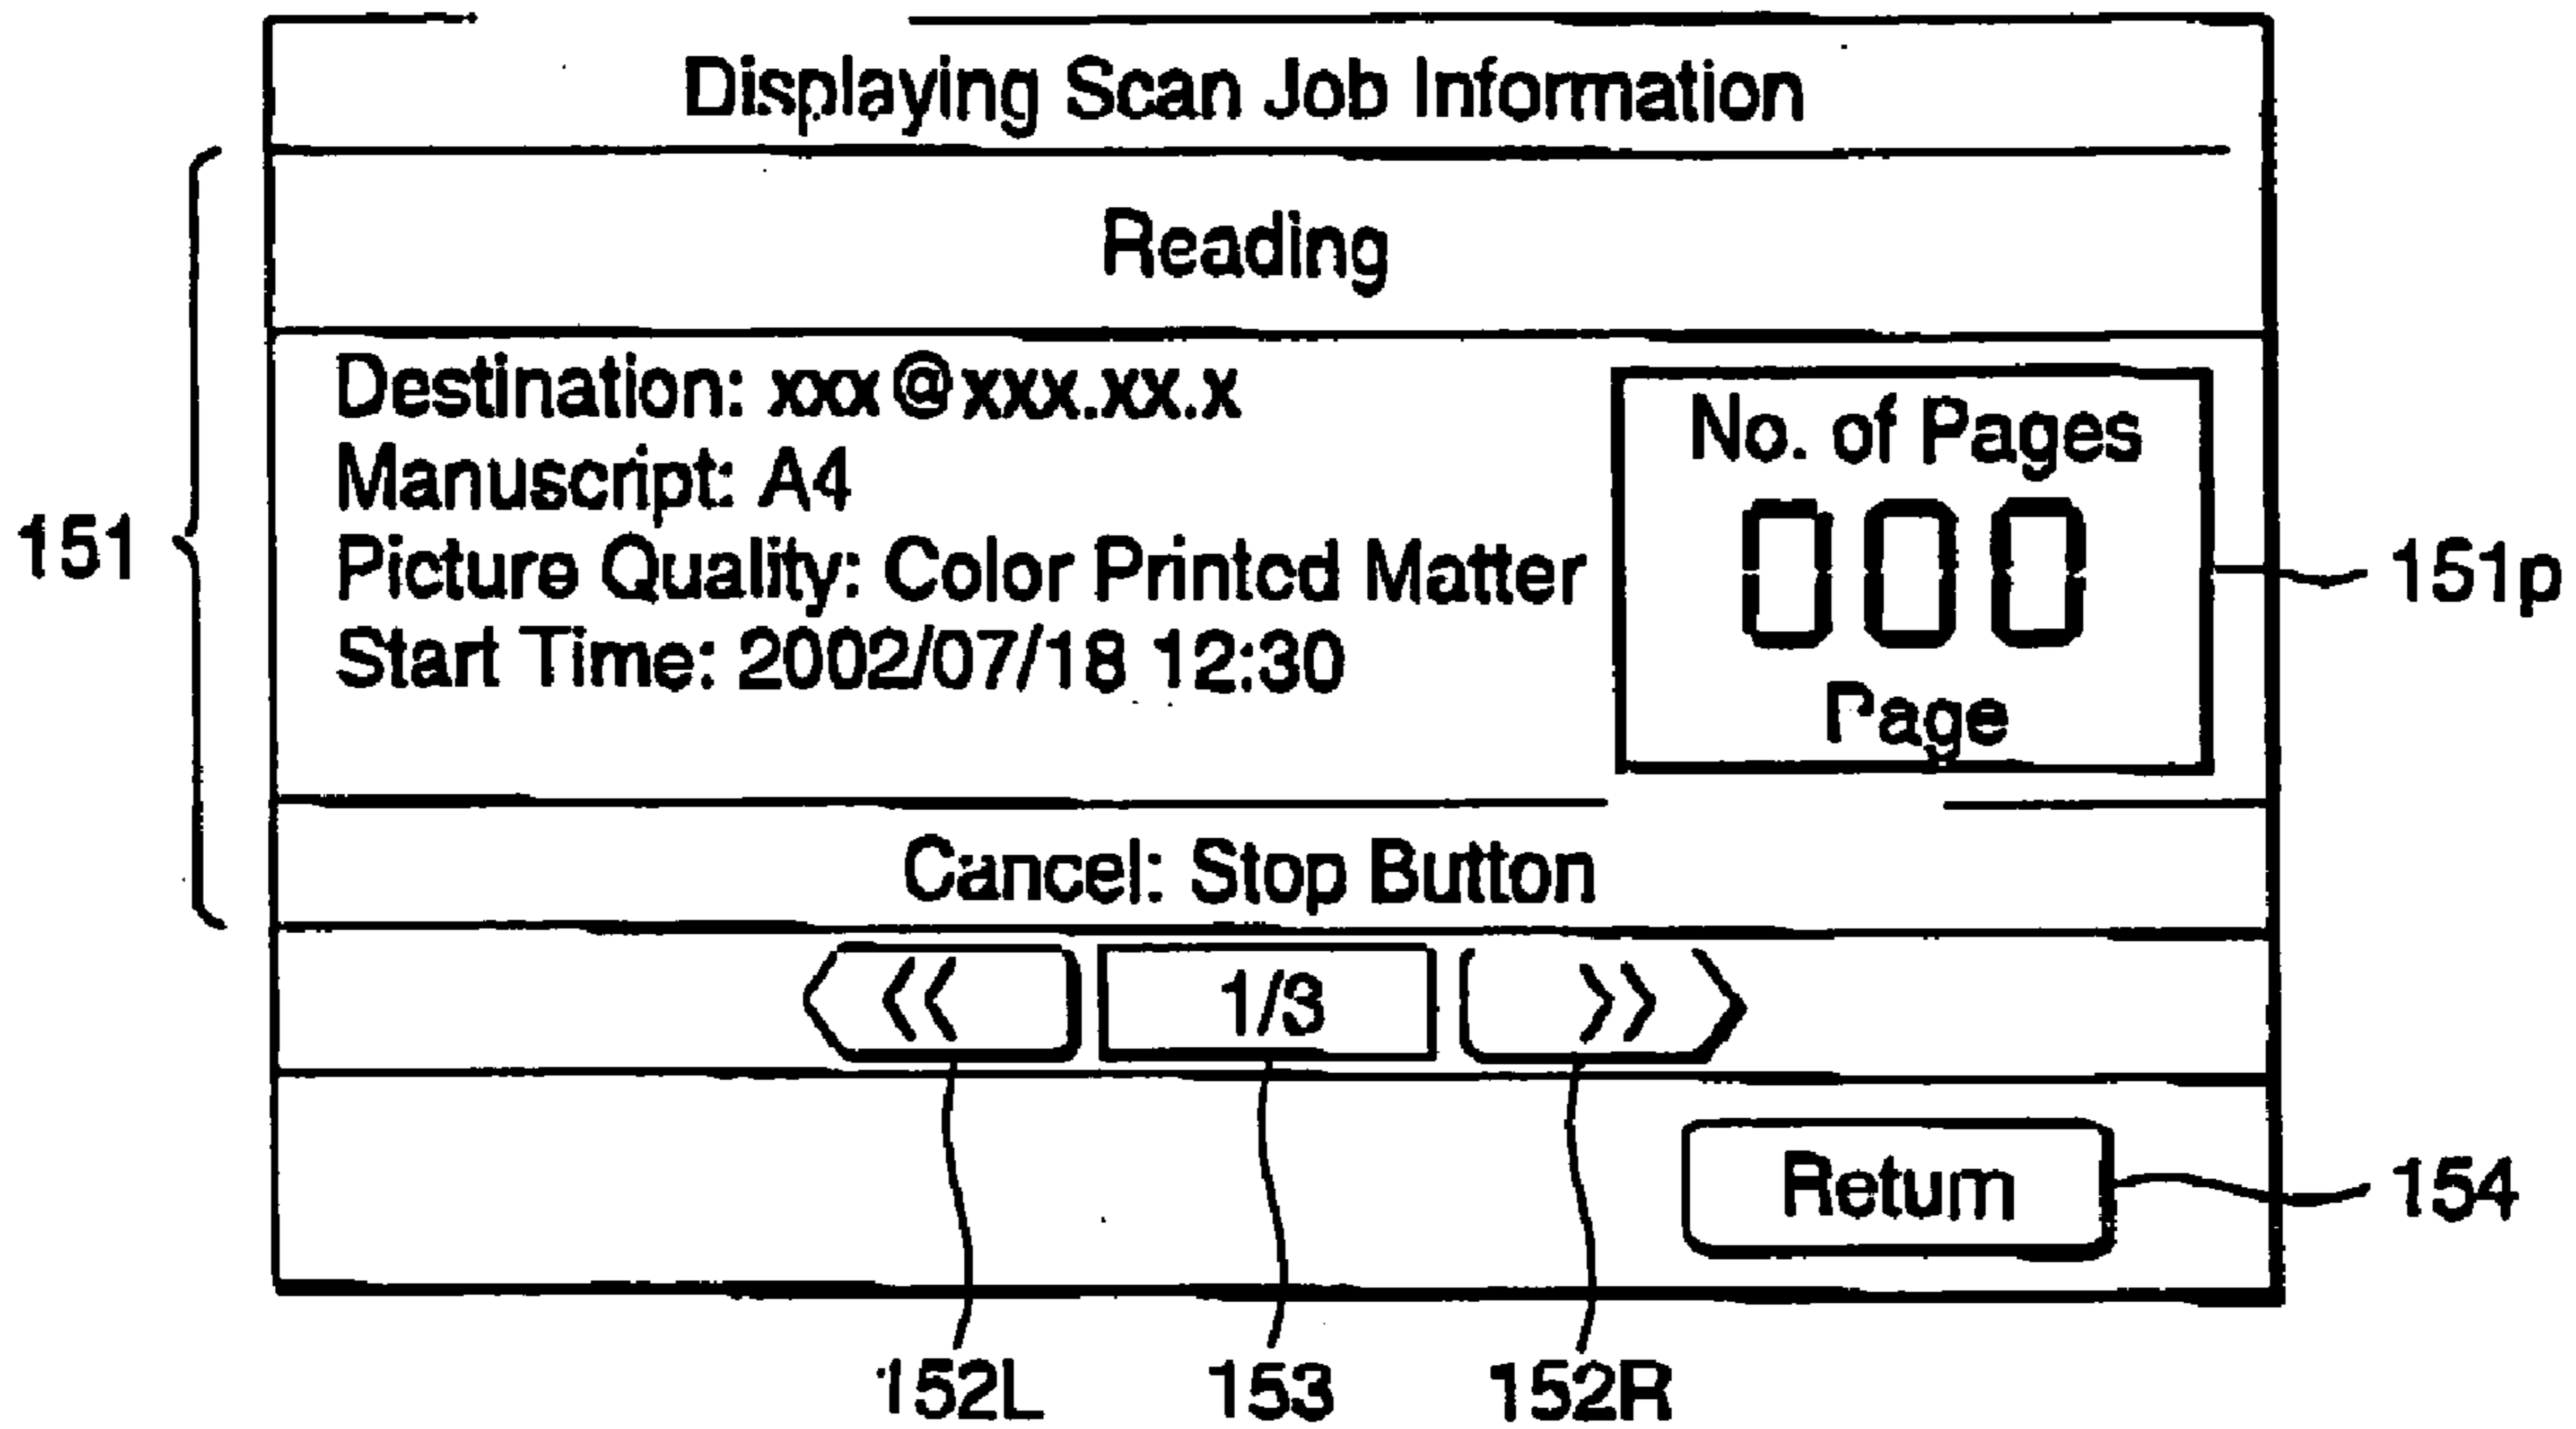 Displaying Scan Job Information
Reading
Destination: xxx@xxx.xx.x
Manuscript: A4
Picture Quality: Color Printed Matter
Start Time: 2002/07/18 12:30
No. of Pages
000
Page
151
151p
Cancel: Stop Button
<< 1/3 >>
Return
154
152L 153 152R